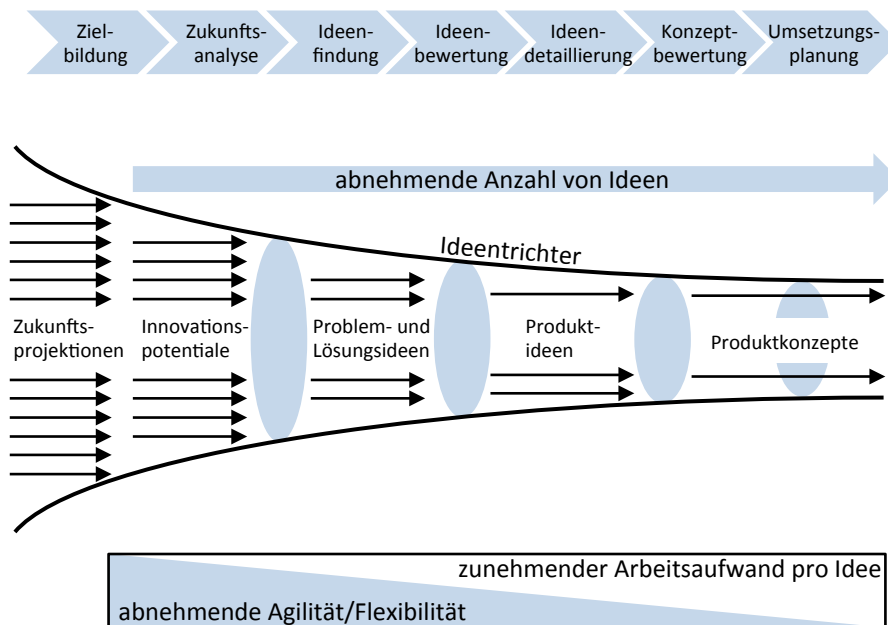 Ziel-
bildung
Zukunfts-
analyse
Ideen-
findung
Ideen-
bewertung
Ideen-
detaillierung
Konzept-
bewertung
Umsetzungs-
planung
abnehmende Anzahl von Ideen
Ideentrichter
Zukunfts-
projektionen
Innovations-
potentiale
Problem- und
Lösungsideen
Produkt-
ideen
Produktkonzepte
zunehmender Arbeitsaufwand pro Idee
abnehmende Agilität/Flexibilität